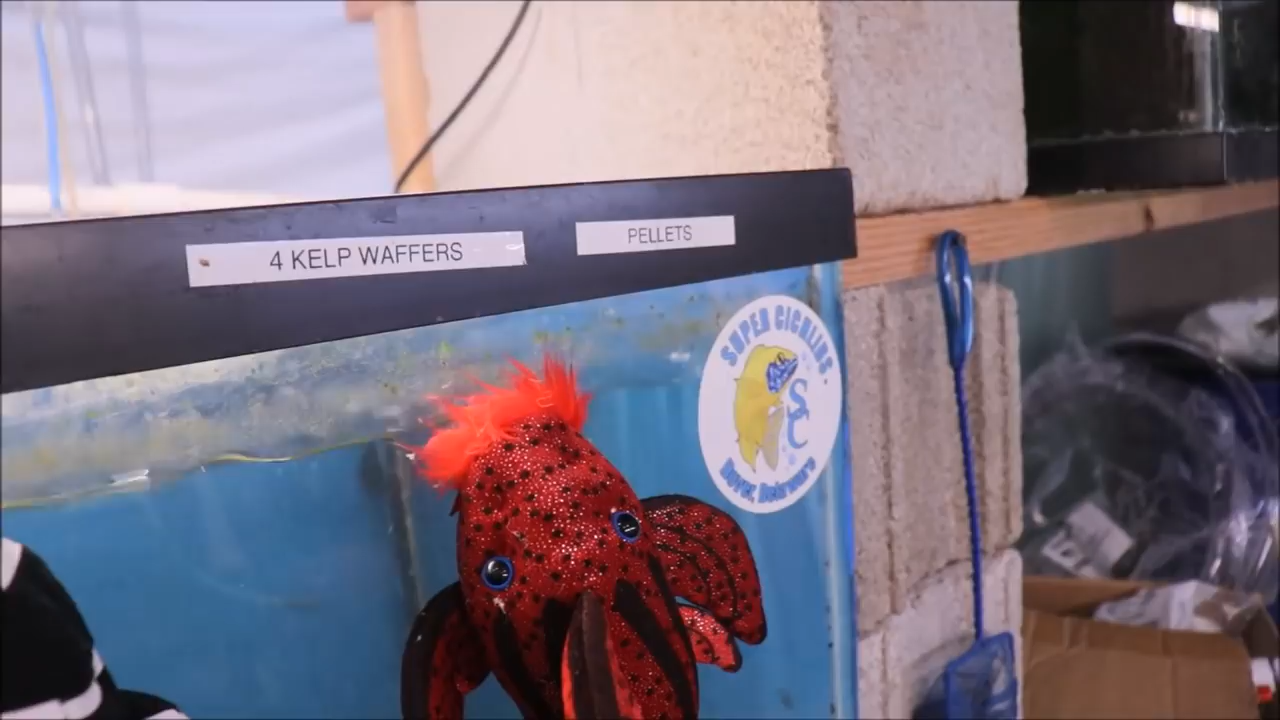 4 KELP WAFFERS
PELLETS
SUPER CICHLIDS
SC
Dover, Delaware